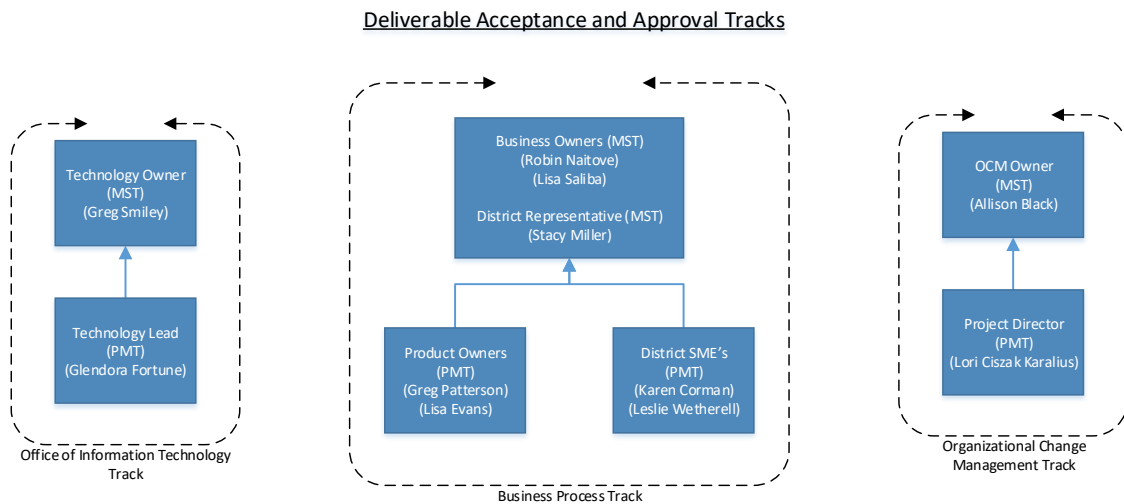 Deliverable Acceptance and Approval Tracks
Technology Owner
(MST)
(Greg Smiley)
Technology Lead
(PMT)
(Glendora Fortune)
Office of Information Technology
Track
Business Owners (MST)
(Robin Naitove)
(Lisa Saliba)
District Representative (MST)
(Stacy Miller)
Product Owners
(PMT)
(Greg Patterson)
(Lisa Evans)
District SME's
(PMT)
(Karen Corman)
(Leslie Wetherell)
Business Process Track
OCM Owner
(MST)
(Allison Black)
Project Director
(PMT)
(Lori Ciszak Karalius)
Organizational Change
Management Track